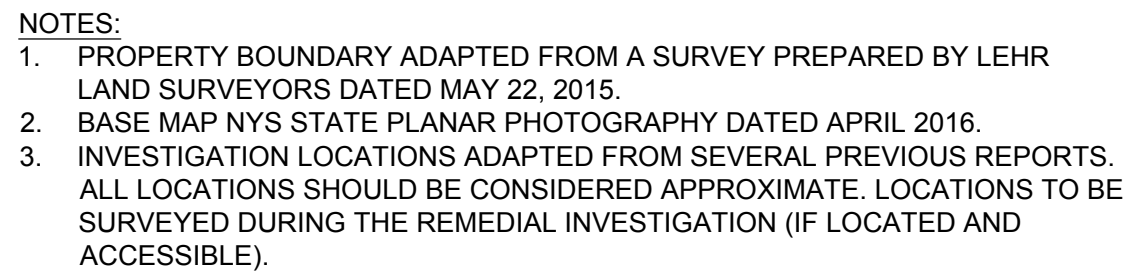 NOTES:
1. PROPERTY BOUNDARY ADAPTED FROM A SURVEY PREPARED BY LEHR
LAND SURVEYORS DATED MAY 22, 2015.
2. BASE MAP NYS STATE PLANAR PHOTOGRAPHY DATED APRIL 2016.
3. INVESTIGATION LOCATIONS ADAPTED FROM SEVERAL PREVIOUS REPORTS.
ALL LOCATIONS SHOULD BE CONSIDERED APPROXIMATE. LOCATIONS TO BE
SURVEYED DURING THE REMEDIAL INVESTIGATION (IF LOCATED AND
ACCESSIBLE).